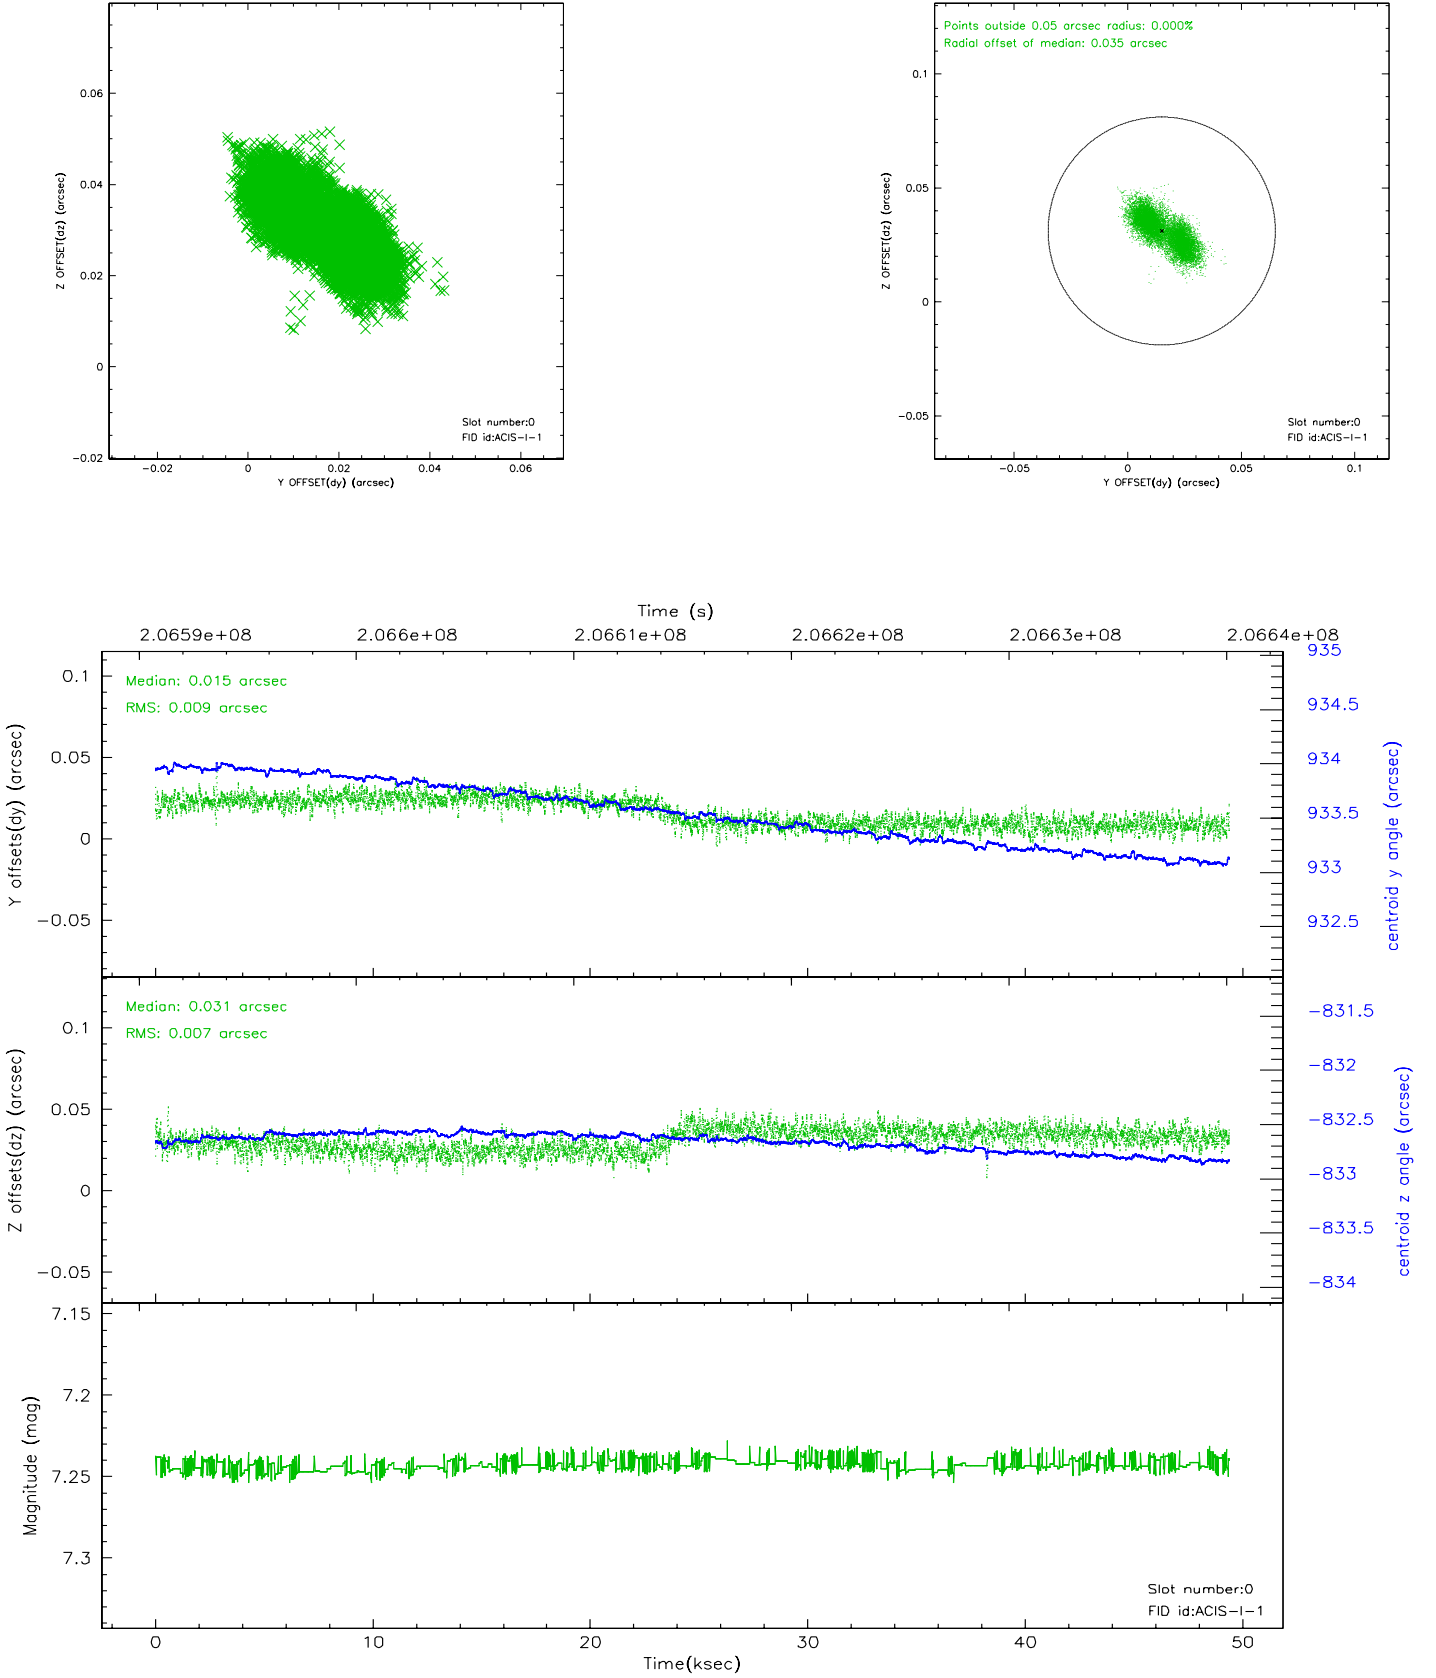 0.06
0.04
0.02
0
−0.02
Z OFFSET(dz) (arcsec)
Slot number:0
FID id:ACIS−I−1
−0.02 0 0.02 0.04 0.06
Y OFFSET(dy) (arcsec)
Points outside 0.05 arcsec radius: 0.000%
Radial offset of median: 0.035 arcsec
0.1
0.05
0
−0.05
Z OFFSET(dz) (arcsec)
Slot number:0
FID id:ACIS−I−1
−0.05 0 0.05 0.1
Y OFFSET(dy) (arcsec)
Time (s)
2.0659e+08 2.066e+08 2.0661e+08 2.0662e+08 2.0663e+08 2.0664e+08
Median: 0.015 arcsec
RMS: 0.009 arcsec
0.1
0.05
0
−0.05
Y offsets(dy) (arcsec)
935
934.5
934
933.5
933
932.5
centroid y angle (arcsec)
Median: 0.031 arcsec
RMS: 0.007 arcsec
0.1
0.05
0
−0.05
Z offsets(dz) (arcsec)
−831.5
−832
−832.5
−833
−833.5
−834
centroid z angle (arcsec)
7.15
7.2
7.25
7.3
Magnitude (mag)
Slot number:0
FID id:ACIS−I−1
0 10 20 30 40 50
Time(ksec)